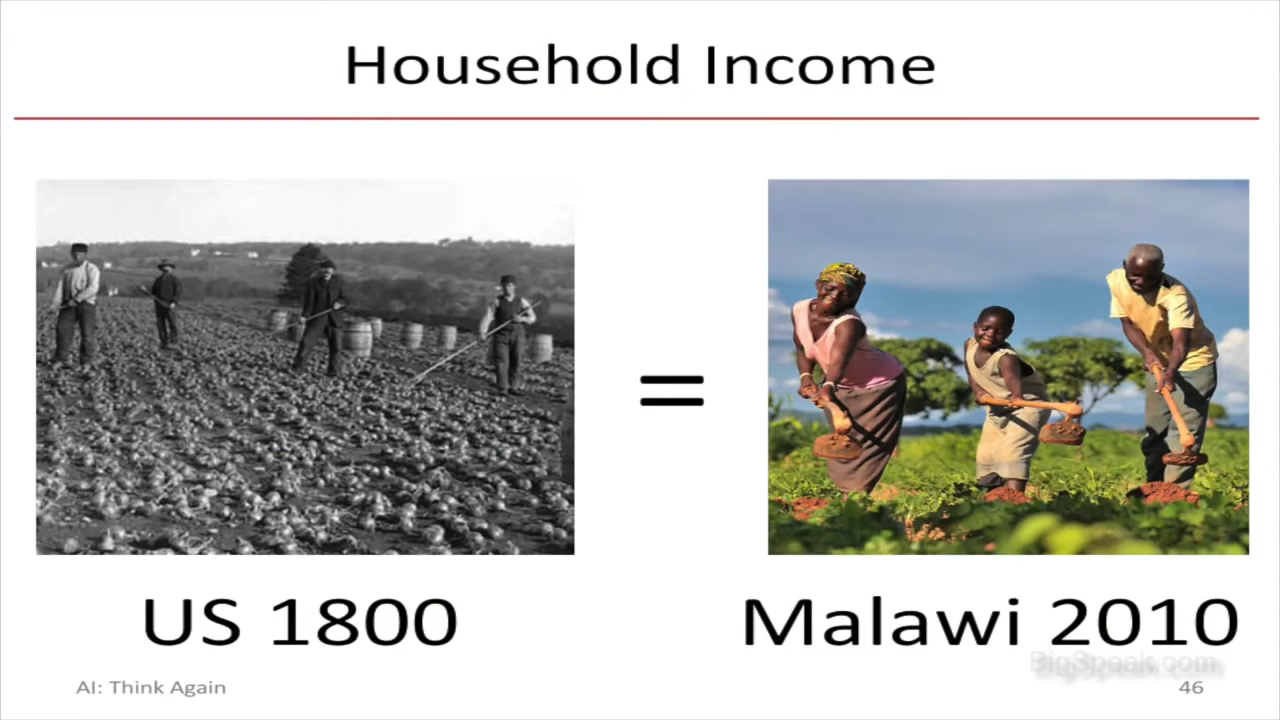 Household Income
=
US 1800
Malawi 2010
BigSpeak.com
AI: Think Again
46